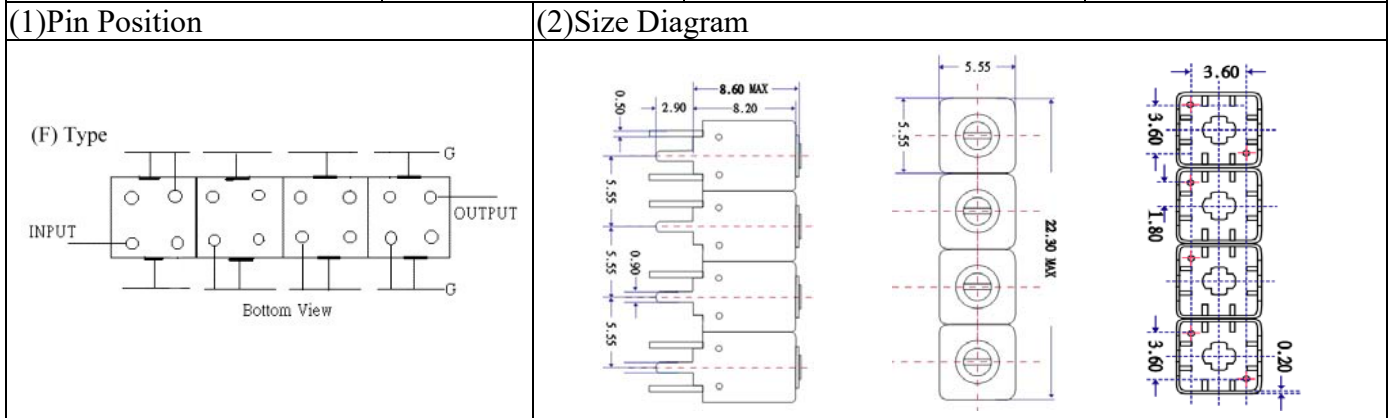 (1)Pin Position
(2)Size Diagram
(F) Type
G
INPUT
OUTPUT
G
Bottom View
8.60 MAX
0.50
2.90
8.20
5.55
5.55
0.90
5.55
5.55
5.55
22.30 MAX
3.60
3.60
1.80
3.60
0.20